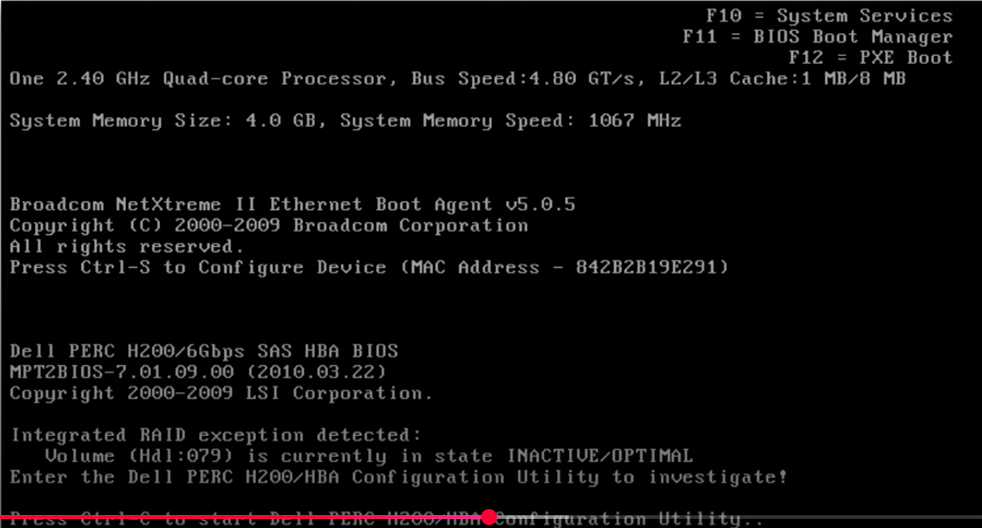 F10 = System Services
F11 = BIOS Boot Manager
F12 = PXE Boot
One 2.40 GHz Quad-core Processor, Bus Speed:4.80 GT/s, L2/L3 Cache:1 MB/8 MB
System Memory Size: 4.0 GB, System Memory Speed: 1067 MHz
Broadcom NetXtreme II Ethernet Boot Agent v5.0.5
Copyright (C) 2000-2009 Broadcom Corporation
All rights reserved.
Press Ctrl-S to Configure Device (MAC Address - 842B2B19E291)
Dell PERC H200/6Gbps SAS HBA BIOS
MPT2BIOS-7.01.09.00 (2010.03.22)
Copyright 2000-2009 LSI Corporation.
Integrated RAID exception detected:
Volume (Hdl:079) is currently in state INACTIVE/OPTIMAL
Enter the Dell PERC H200/HBA Configuration Utility to investigate!
Press Ctrl-C to start Dell PERC H200/HBA Configuration Utility..